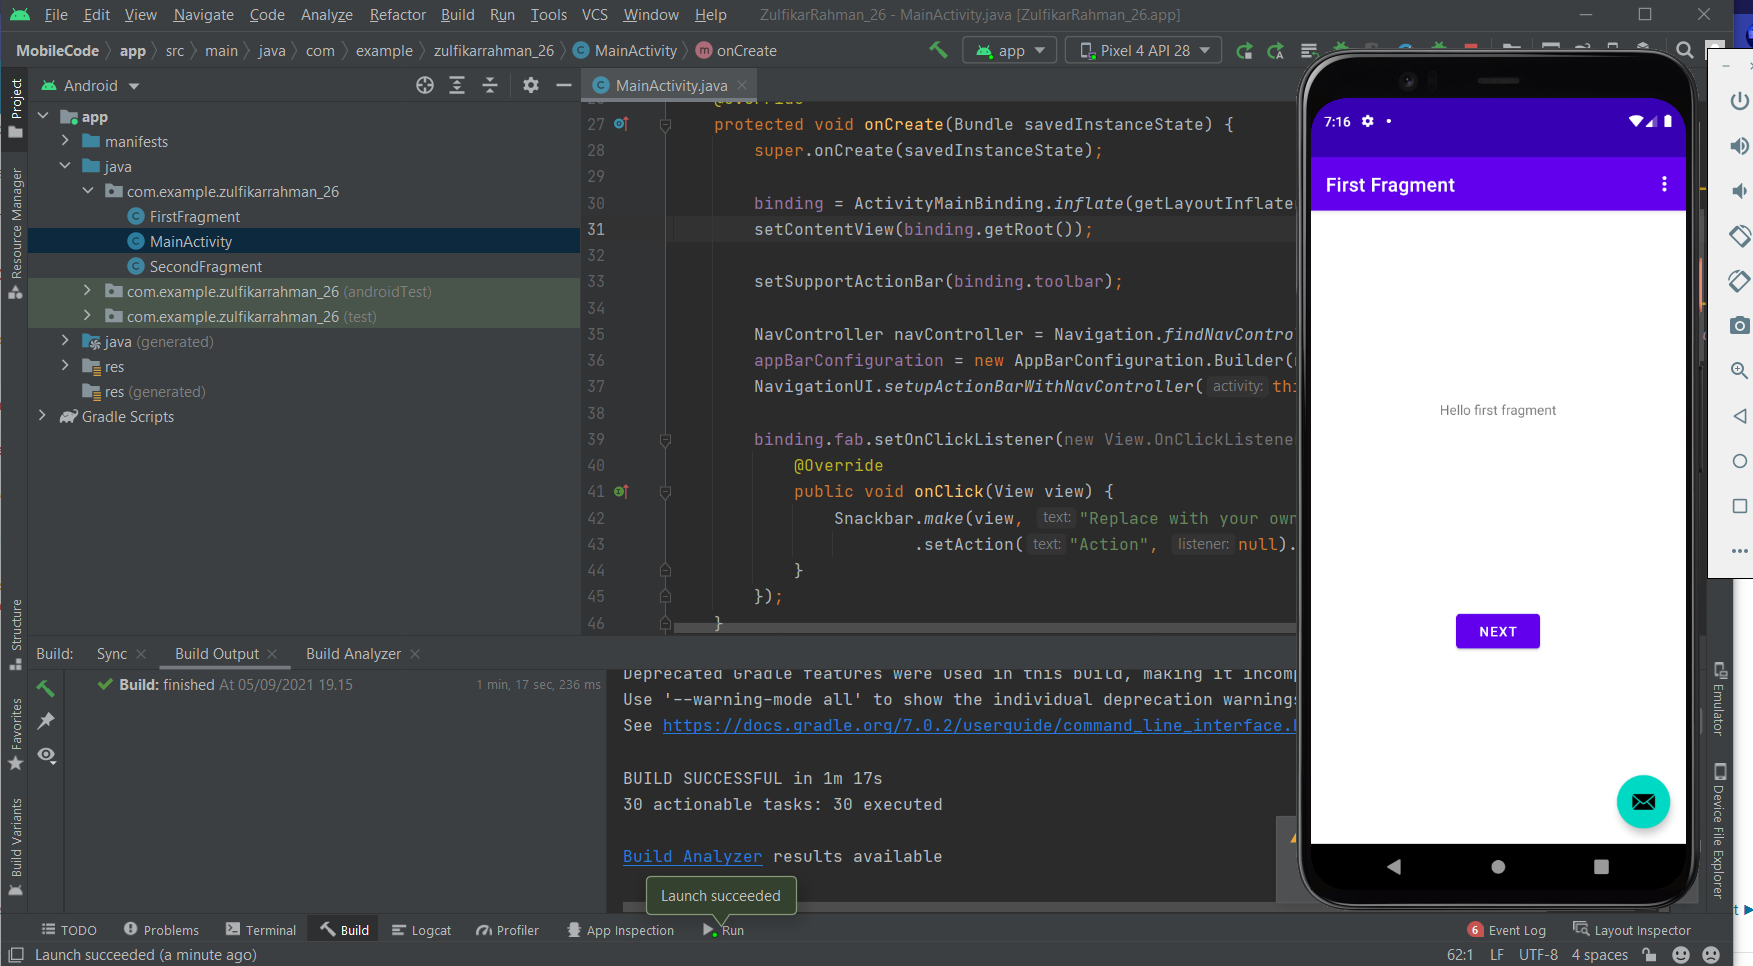 File Edit View Navigate Code Analyze Refactor Build Run Tools VCS Window Help ZulfikarRahman_26 - MainActivity.java [ZulfikarRahman_26.app]
MobileCode app src main java com example zulfikarrahman_26 MainActivity onCreate app Pixel 4 API 28
Android
MainActivity.java
Project
Resource Manager
Structure
Favorites
Build Variants
app
manifests
java
com.example.zulfikarrahman_26
FirstFragment
MainActivity
SecondFragment
com.example.zulfikarrahman_26 (androidTest)
com.example.zulfikarrahman_26 (test)
java (generated)
res
res (generated)
Gradle Scripts
@Override
27 protected void onCreate(Bundle savedInstanceState) {
28 super.onCreate(savedInstanceState);
29
30 binding = ActivityMainBinding.inflate(getLayoutInflate
31 setContentView(binding.getRoot());
32
33 setSupportActionBar(binding.toolbar);
34
35 NavController navController = Navigation.findNavContro
36 appBarConfiguration = new AppBarConfiguration.Builder(
37 NavigationUI.setupActionBarWithNavController( activity: thi
38
39 binding.fab.setOnClickListener(new View.OnClickListene
40 @Override
41 public void onClick(View view) {
42 Snackbar.make(view, text: "Replace with your own
43 .setAction( text: "Action", listener: null).
44 }
45 });
46 }
7:16
First Fragment
Hello first fragment
NEXT
Build: Sync Build Output Build Analyzer
Build: finished At 05/09/2021 19.15 1 min, 17 sec, 236 ms
Deprecated Gradle features were used in this build, making it incomp
Use '--warning-mode all' to show the individual deprecation warnings
See https://docs.gradle.org/7.0.2/userguide/command_line_interface.
BUILD SUCCESSFUL in 1m 17s
30 actionable tasks: 30 executed
Build Analyzer results available
Launch succeeded
Emulator
Device File Explorer
TODO Problems Terminal Build Logcat Profiler App Inspection Run 6 Event Log Layout Inspector
Launch succeeded (a minute ago) 62:1 LF UTF-8 4 spaces